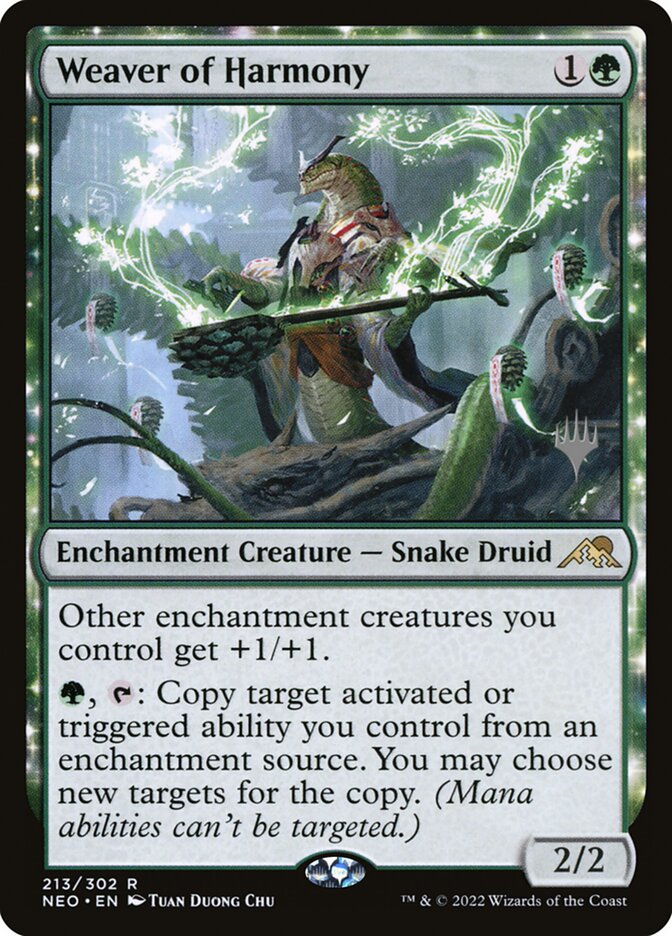 Weaver of Harmony 1
Enchantment Creature — Snake Druid
Other enchantment creatures you
control get +1/+1.
, : Copy target activated or
triggered ability you control from an
enchantment source. You may choose
new targets for the copy. (Mana
abilities can't be targeted.)
2/2
213/302 R
NEO • EN Tuan Duong Chu
™ & © 2022 Wizards of the Coast